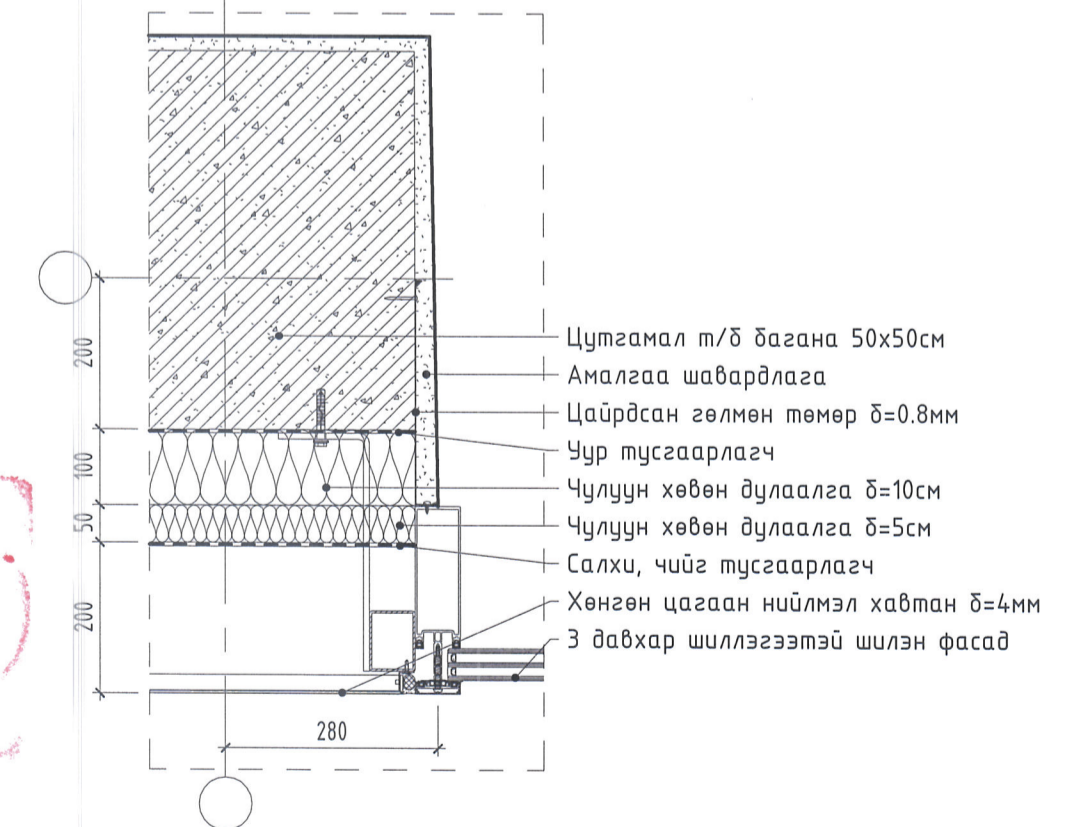 Цутгамал т/б багана 50х50см
Амалгаа шавардлага
Цайрдсан гөлмөн төмөр δ=0.8мм
Уур тусгаарлагч
Чулуун хөвөн дулаалга δ=10см
Чулуун хөвөн дулаалга δ=5см
Салхи, чийг тусгаарлагч
Хөнгөн цагаан нийлмэл хавтан δ=4мм
3 давхар шиллэгээтэй шилэн фасад
200
100
50
200
280